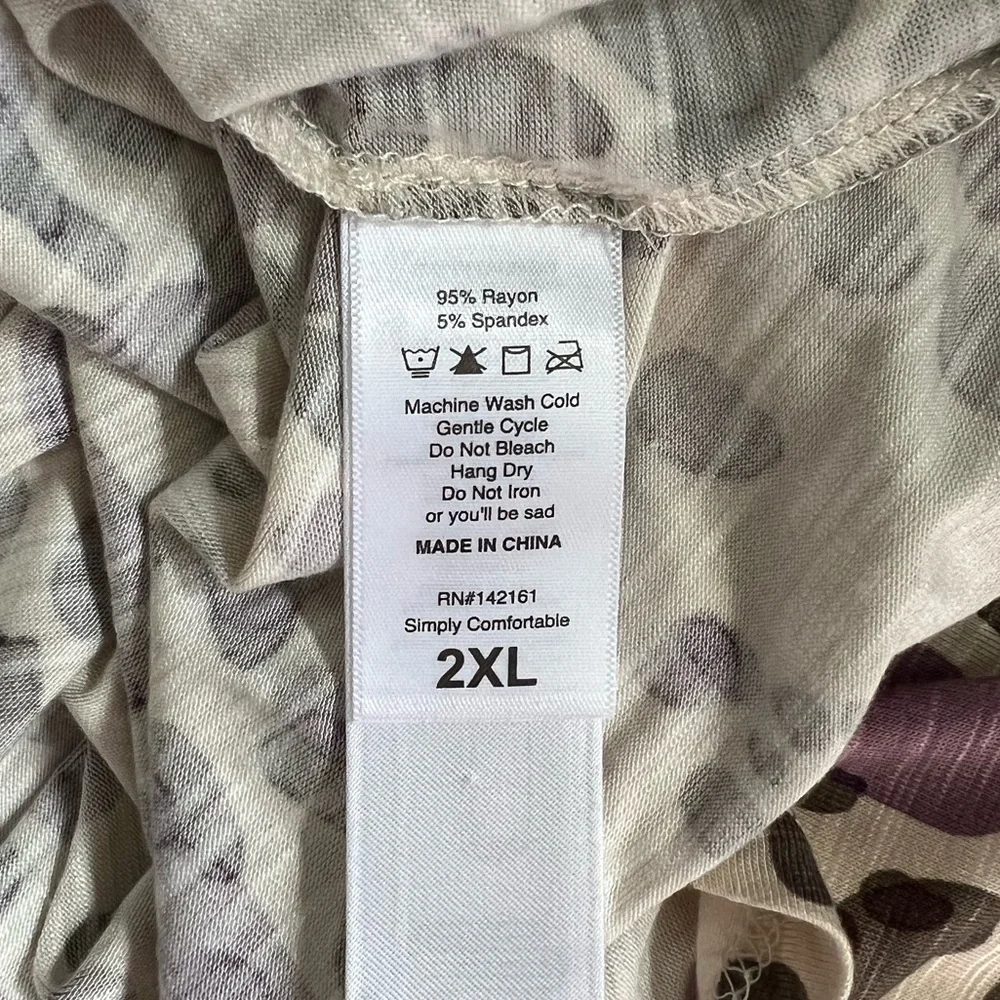 95% Rayon
5% Spandex
Machine Wash Cold
Gentle Cycle
Do Not Bleach
Hang Dry
Do Not Iron
or you'll be sad
MADE IN CHINA
RN#142161
Simply Comfortable
2XL